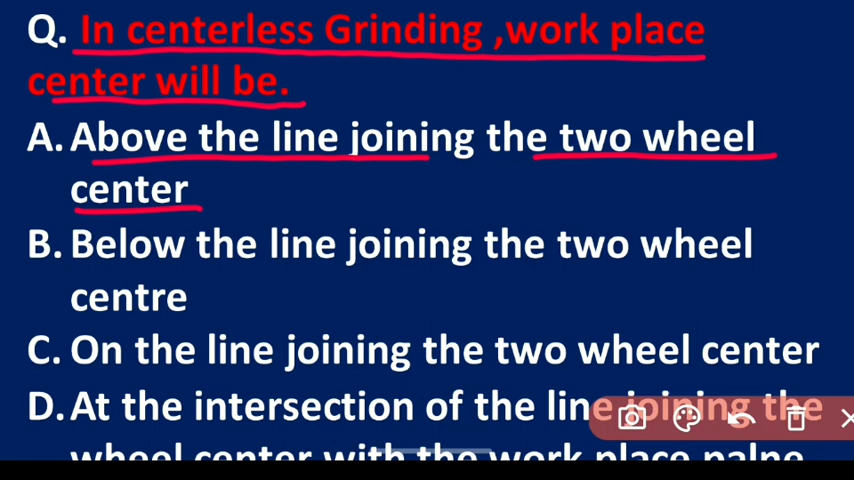 Q. In centerless Grinding ,work place
center will be.
A. Above the line joining the two wheel
center
B. Below the line joining the two wheel
centre
C. On the line joining the two wheel center
D. At the intersection of the line joining the
wheel center with the work place palne